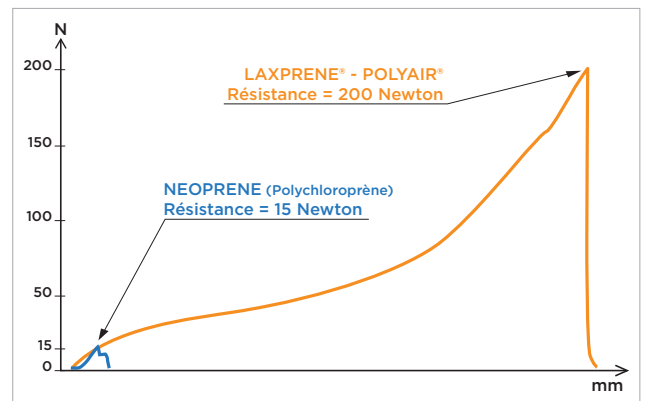 N
200
LAXPRENE® - POLYAIR®
Résistance = 200 Newton
150
NEOPRENE (Polychloroprène)
Résistance = 15 Newton
100
50
15
0
mm